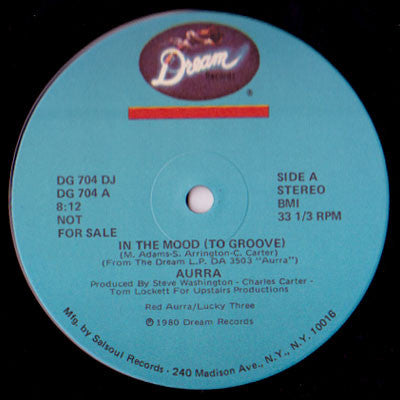 Dream
Records
®
DG 704 DJ
DG 704 A
8:12
NOT
FOR SALE
SIDE A
STEREO
BMI
33 1/3 RPM
IN THE MOOD (TO GROOVE)
(M. Adams-S. Arrington-C. Carter)
(From The Dream L.P. DA 3503 "Aurra")
AURRA
Produced By Steve Washington - Charles Carter -
Tom Lockett For Upstairs Productions
Red Aurra/Lucky Three
℗ 1980 Dream Records
Mfg. by Salsoul Records · 240 Madison Ave., N.Y., N.Y. 10016